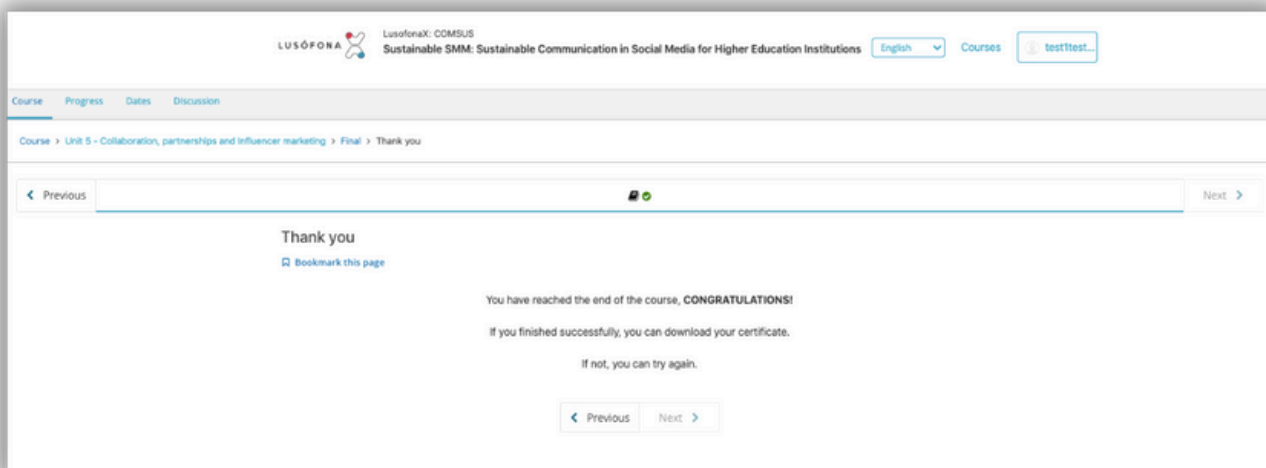 LUSÓFONA
LusofonaX: COMSUS
Sustainable SMM: Sustainable Communication in Social Media for Higher Education Institutions
English
Courses
test1test...
Course Progress Dates Discussion
Course > Unit 5 - Collaboration, partnerships and influencer marketing > Final > Thank you
Previous
Next
Thank you
Bookmark this page
You have reached the end of the course, CONGRATULATIONS!
If you finished successfully, you can download your certificate.
If not, you can try again.
Previous Next